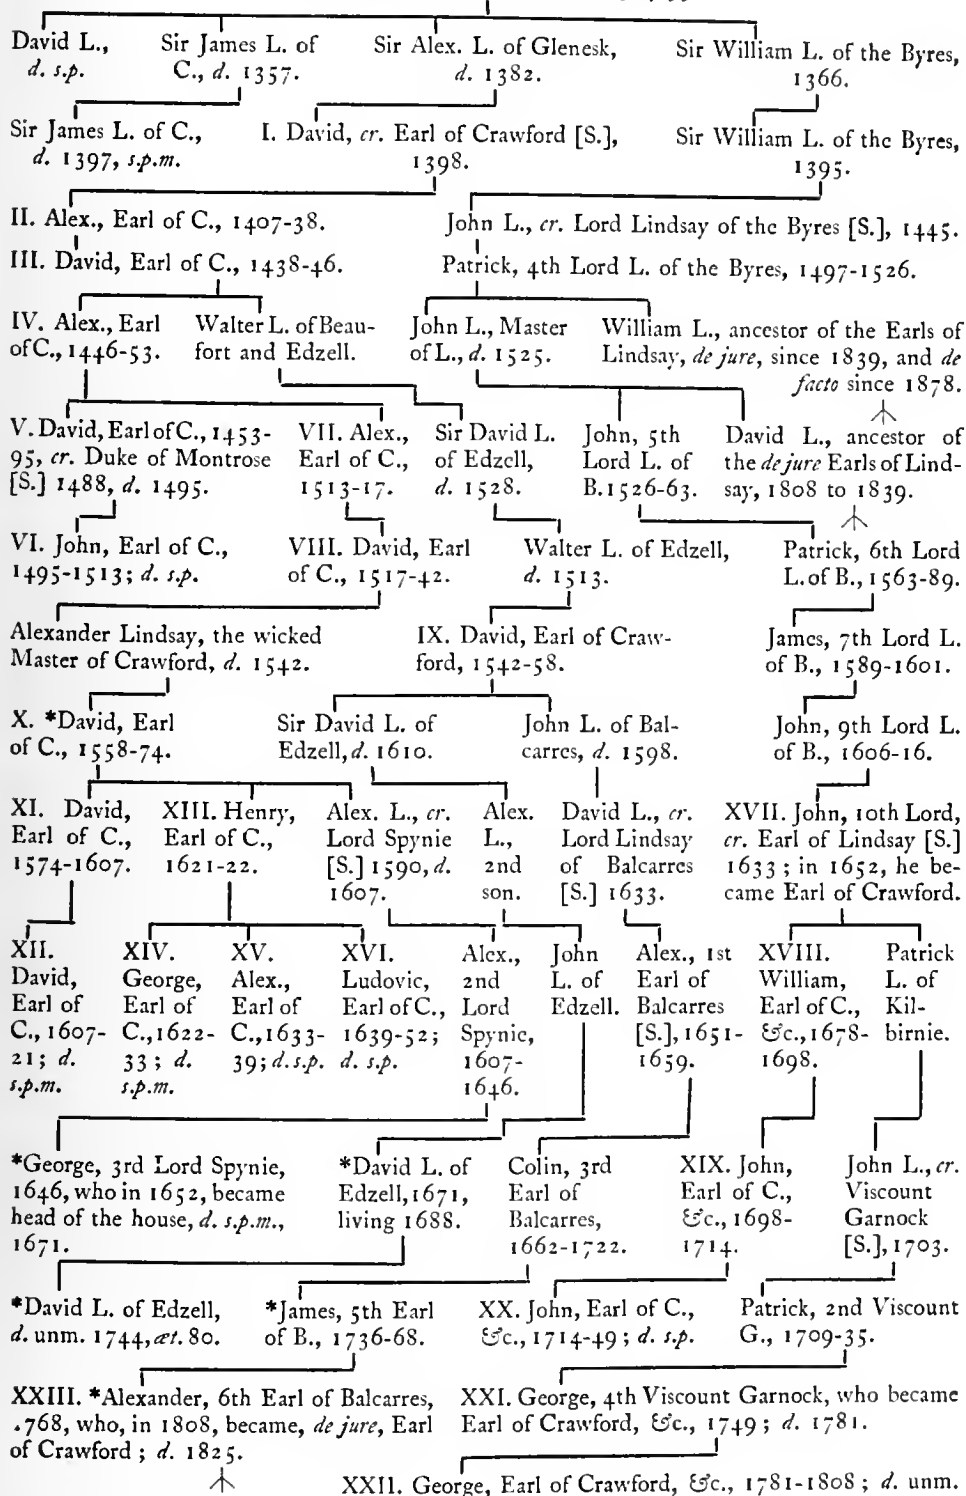 David L.,
d. s.p.
Sir James L. of
C., d. 1357.
Sir Alex. L. of Glenesk,
d. 1382.
Sir William L. of the Byres,
1366.
Sir James L. of C.,
d. 1397, s.p.m.
I. David, cr. Earl of Crawford [S.],
1398.
Sir William L. of the Byres,
1395.
II. Alex., Earl of C., 1407-38.
John L., cr. Lord Lindsay of the Byres [S.], 1445.
III. David, Earl of C., 1438-46.
Patrick, 4th Lord L. of the Byres, 1497-1526.
IV. Alex., Earl
of C., 1446-53.
Walter L. of Beau-
fort and Edzell.
John L., Master
of L., d. 1525.
William L., ancestor of the Earls of
Lindsay, de jure, since 1839, and de
facto since 1878.
V. David, Earl of C., 1453-
95, cr. Duke of Montrose
[S.] 1488, d. 1495.
VII. Alex.,
Earl of C.,
1513-17.
Sir David L.
of Edzell,
d. 1528.
John, 5th
Lord L. of
B. 1526-63.
David L., ancestor of
the de jure Earls of Lind-
say, 1808 to 1839.
VI. John, Earl of C.,
1495-1513; d. s.p.
VIII. David, Earl
of C., 1517-42.
Walter L. of Edzell,
d. 1513.
Patrick, 6th Lord
L. of B., 1563-89.
Alexander Lindsay, the wicked
Master of Crawford, d. 1542.
IX. David, Earl of Craw-
ford, 1542-58.
James, 7th Lord L.
of B., 1589-1601.
X. *David, Earl
of C., 1558-74.
Sir David L. of
Edzell, d. 1610.
John L. of Bal-
carres, d. 1598.
John, 9th Lord L.
of B., 1606-16.
XI. David,
Earl of C.,
1574-1607.
XIII. Henry,
Earl of C.,
1621-22.
Alex. L., cr.
Lord Spynie
[S.] 1590, d.
1607.
Alex.
L.,
2nd
son.
David L., cr.
Lord Lindsay
of Balcarres
[S.] 1633.
XVII. John, 10th Lord,
cr. Earl of Lindsay [S.]
1633; in 1652, he be-
came Earl of Crawford.
XII.
David,
Earl of
C., 1607-
21; d.
s.p.m.
XIV.
George,
Earl of
C., 1622-
33; d.
s.p.m.
XV.
Alex.,
Earl of
C., 1633-
39; d.s.p.
XVI.
Ludovic,
Earl of C.,
1639-52;
d. s.p.
Alex.,
2nd
Lord
Spynie,
1607-
1646.
John
L. of
Edzell.
Alex., 1st
Earl of
Balcarres
[S.], 1651-
1659.
XVIII.
William,
Earl of C.,
&c., 1678-
1698.
Patrick
L. of
Kil-
birnie.
*George, 3rd Lord Spynie,
1646, who in 1652, became
head of the house, d. s.p.m.,
1671.
*David L. of
Edzell, 1671,
living 1688.
Colin, 3rd
Earl of
Balcarres,
1662-1722.
XIX. John,
Earl of C.,
&c., 1698-
1714.
John L., cr.
Viscount
Garnock
[S.], 1703.
*David L. of Edzell,
d. unm. 1744, æt. 80.
*James, 5th Earl
of B., 1736-68.
XX. John, Earl of C.,
&c., 1714-49; d. s.p.
Patrick, 2nd Viscount
G., 1709-35.
XXIII. *Alexander, 6th Earl of Balcarres,
.768, who, in 1808, became, de jure, Earl
of Crawford; d. 1825.
XXI. George, 4th Viscount Garnock, who became
Earl of Crawford, &c., 1749; d. 1781.
XXII. George, Earl of Crawford, &c., 1781-1808; d. unm.